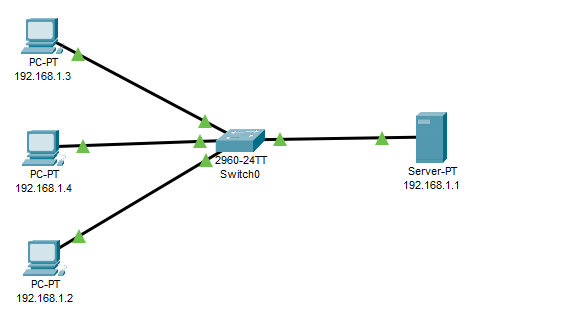 PC-PT
192.168.1.3
PC-PT
192.168.1.4
2960-24TT
Switch0
Server-PT
192.168.1.1
PC-PT
192.168.1.2